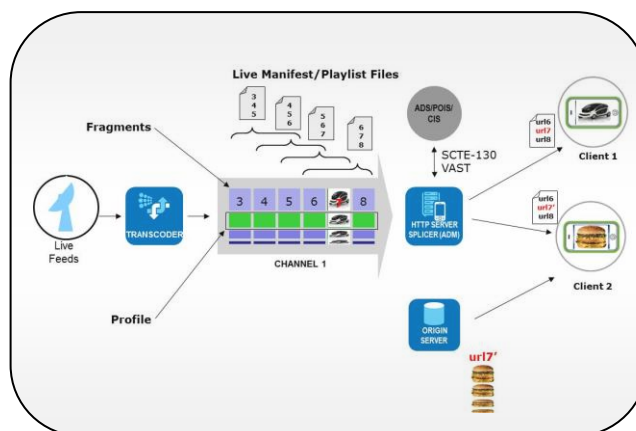 Live Manifest/Playlist Files
3
4
5
4
5
6
5
6
7
6
7
8
Fragments
ADS/POIS/
CIS
SCTE-130
VAST
url6
url7
url8
Client 1
3 4 5 6 8
TRANSCODER
Live
Feeds
HTTP SERVER
SPLICER (ADM)
url6
url7'
url8
CHANNEL 1
Client 2
Profile
ORIGIN
SERVER
url7'